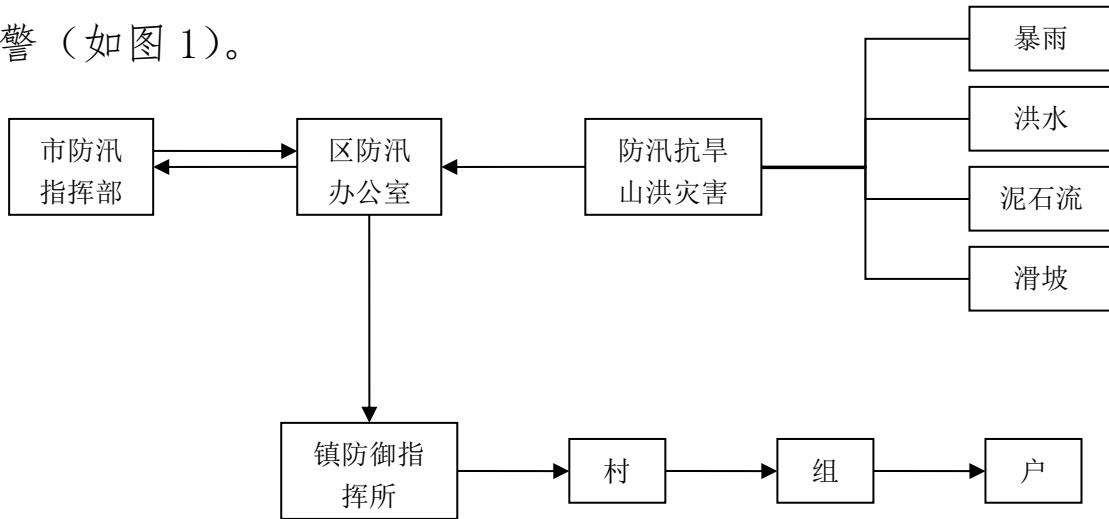 警（如图 1）。
暴雨
洪水
市防汛
指挥部
区防汛
办公室
防汛抗旱
山洪灾害
泥石流
滑坡
镇防御指
挥所
村
组
户